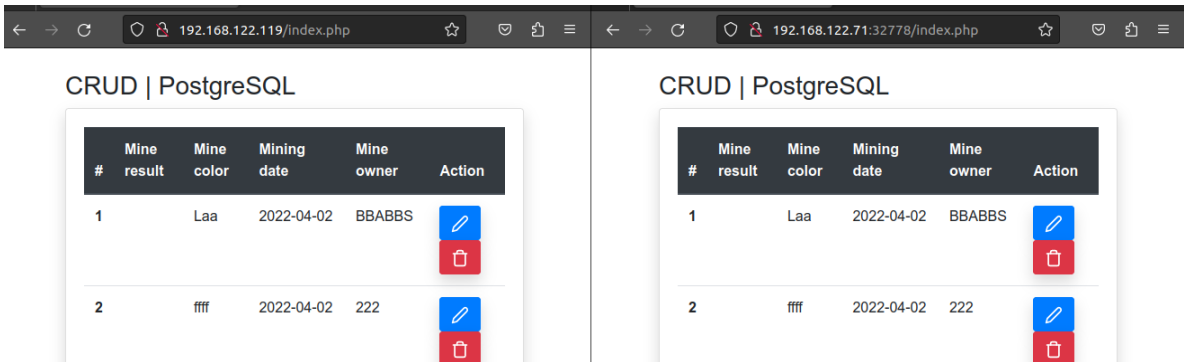 192.168.122.119/index.php
CRUD | PostgreSQL
# Mine result Mine color Mining date Mine owner Action
1 Laa 2022-04-02 BBABBS
2 ffff 2022-04-02 222
192.168.122.71:32778/index.php
CRUD | PostgreSQL
# Mine result Mine color Mining date Mine owner Action
1 Laa 2022-04-02 BBABBS
2 ffff 2022-04-02 222